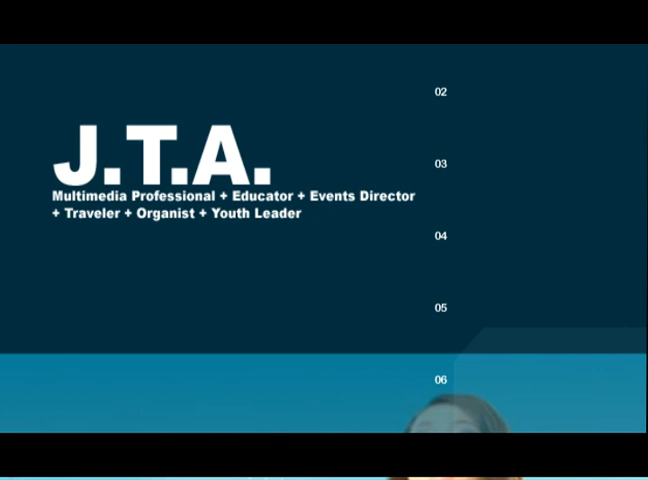 02
J.T.A.
03
Multimedia Professional + Educator + Events Director
+ Traveler + Organist + Youth Leader
04
05
06